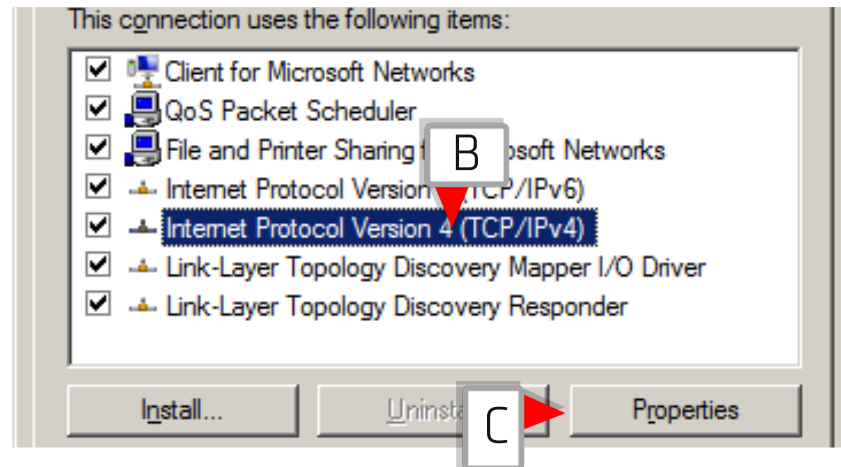 This connection uses the following items:
Client for Microsoft Networks
QoS Packet Scheduler
File and Printer Sharing Networks
B
Internet Protocol Version (TCP/IPv6)
Internet Protocol Version 4 (TCP/IPv4)
Link-Layer Topology Discovery Mapper I/O Driver
Link-Layer Topology Discovery Responder
Install... C Properties